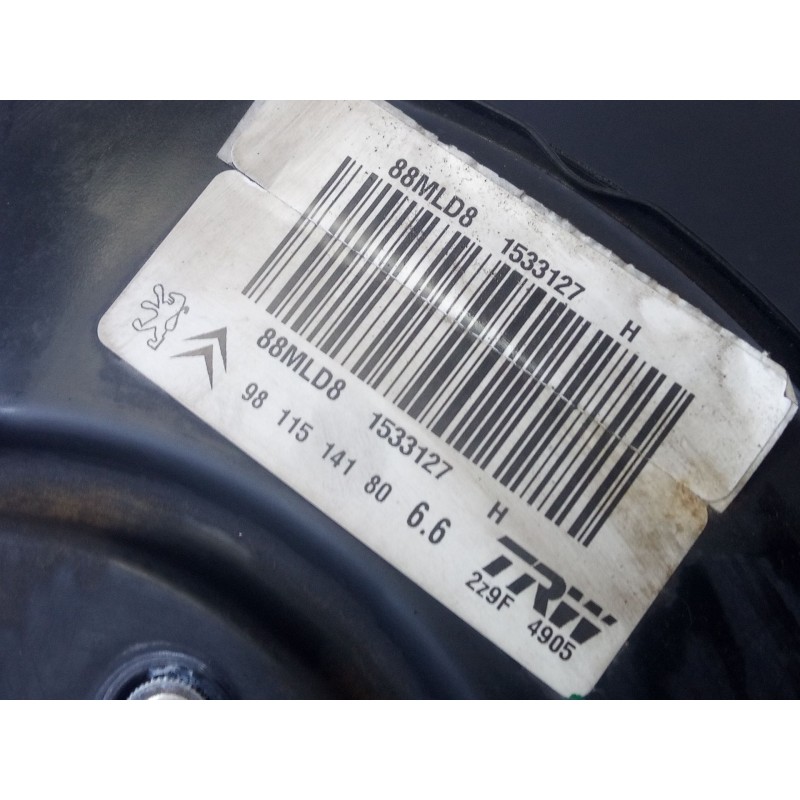 88MLD8 1533127 H
88MLD8 1533127 H
98 115 141 80 6.6
TRW
2z9F 4905